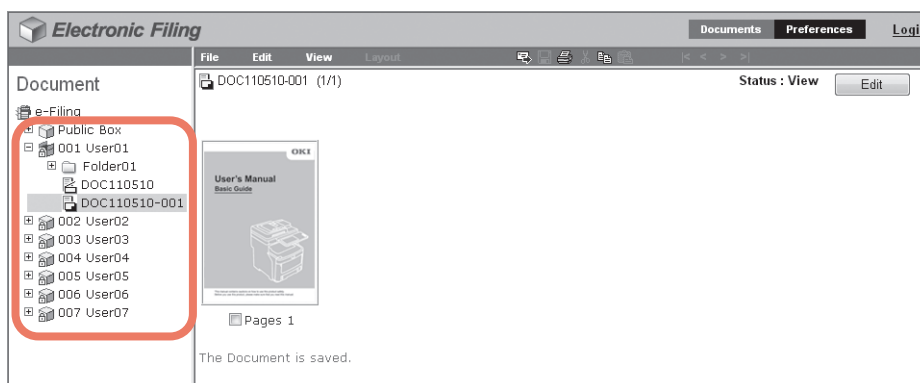 Electronic Filing
Documents Preferences Logi
File Edit View Layout |< < > >|
Document
DOC110510-001 (1/1)
Status : View Edit
e-Filing
Public Box
001 User01
Folder01
DOC110510
DOC110510-001
002 User02
003 User03
004 User04
005 User05
006 User06
007 User07
OKI
User's Manual
Basic Guide
Pages 1
The Document is saved.